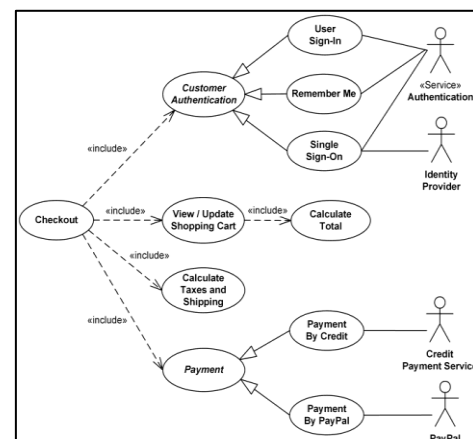 User
Sign-In
Customer
Authentication
Remember Me
«Service»
Authentication
«include»
Single
Sign-On
Identity
Provider
Checkout
«include»
View / Update
Shopping Cart
«include»
Calculate
Total
«include»
Calculate
Taxes and
Shipping
«include»
Payment
By Credit
Credit
Payment Service
Payment
Payment
By PayPal
PayPal